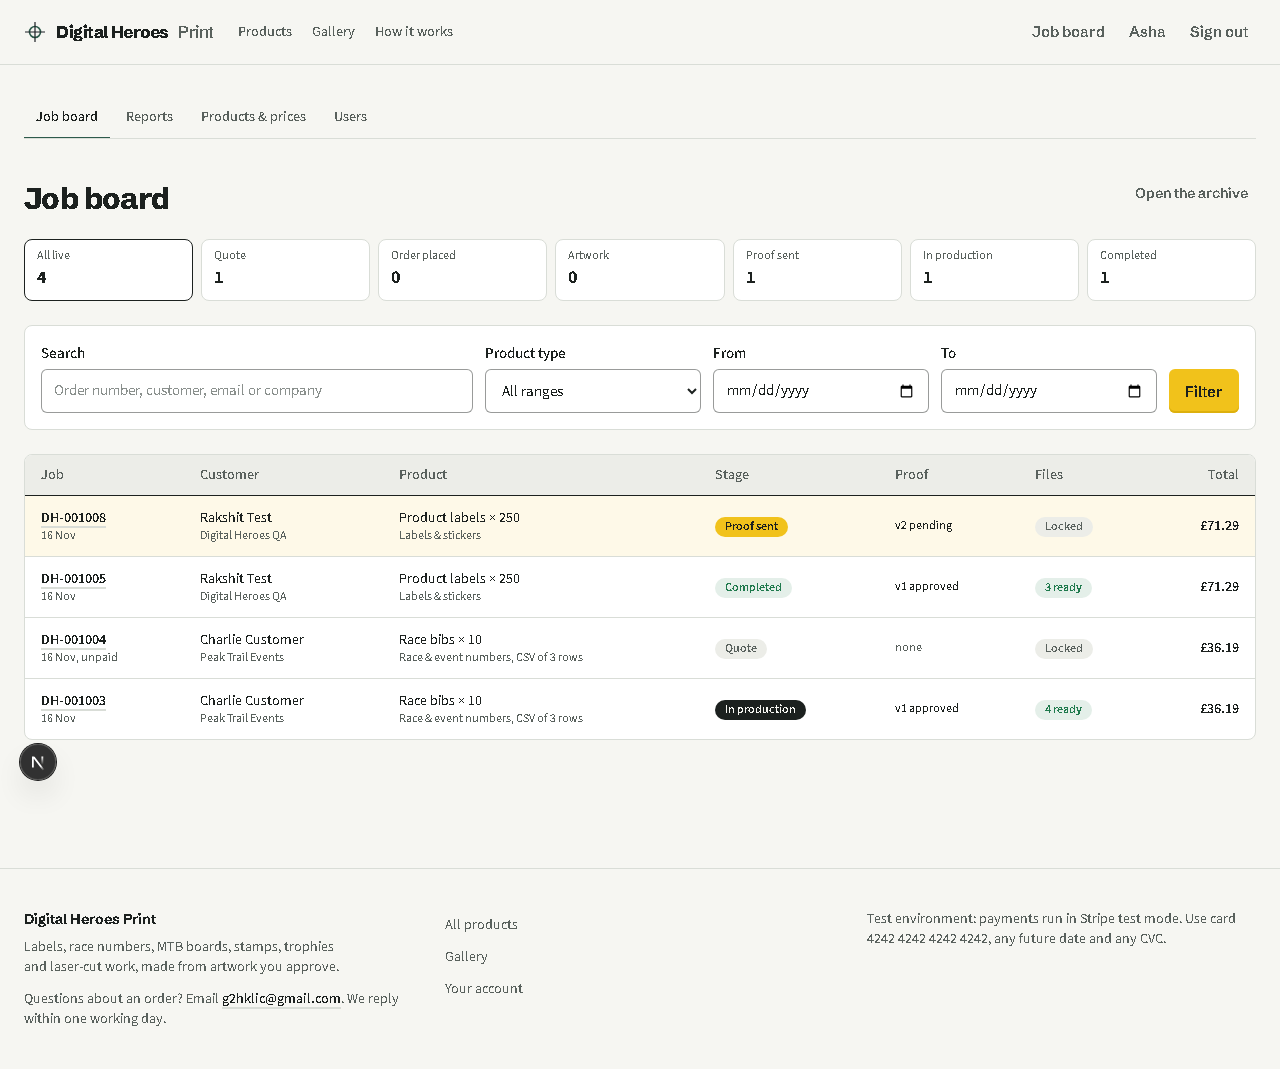 Digital Heroes Print Products Gallery How it works Job board Asha Sign out
Job board Reports Products & prices Users
Job board
Open the archive
All live Quote Order placed Artwork Proof sent In production Completed
4 1 0 0 1 1 1
Search Product type From To
Order number, customer, email or company All ranges mm/dd/yyyy mm/dd/yyyy Filter
Job Customer Product Stage Proof Files Total
DH-001008 Rakshit Test Product labels × 250 Proof sent v2 pending Locked £71.29
16 Nov Digital Heroes QA Labels & stickers
DH-001005 Rakshit Test Product labels × 250 Completed v1 approved 3 ready £71.29
16 Nov Digital Heroes QA Labels & stickers
DH-001004 Charlie Customer Race bibs × 10 Quote none Locked £36.19
16 Nov, unpaid Peak Trail Events Race & event numbers, CSV of 3 rows
DH-001003 Charlie Customer Race bibs × 10 In production v1 approved 4 ready £36.19
16 Nov Peak Trail Events Race & event numbers, CSV of 3 rows
N
Digital Heroes Print
Labels, race numbers, MTB boards, stamps, trophies
and laser-cut work, made from artwork you approve.
Questions about an order? Email g2hklic@gmail.com. We reply
within one working day.
All products
Gallery
Your account
Test environment: payments run in Stripe test mode. Use card
4242 4242 4242 4242, any future date and any CVC.